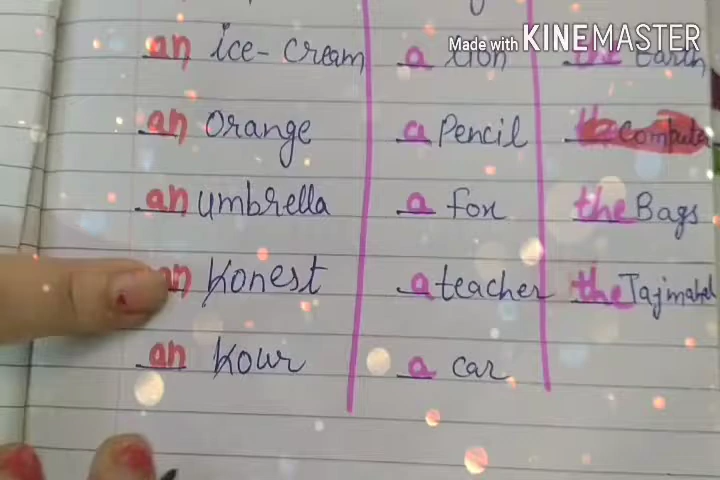 Made with KINEMASTER
an ice-cream a lion the Earth
an orange a Pencil the Computer
an umbrella a fox the Bags
an honest a teacher the Tajmahal
an hour a car